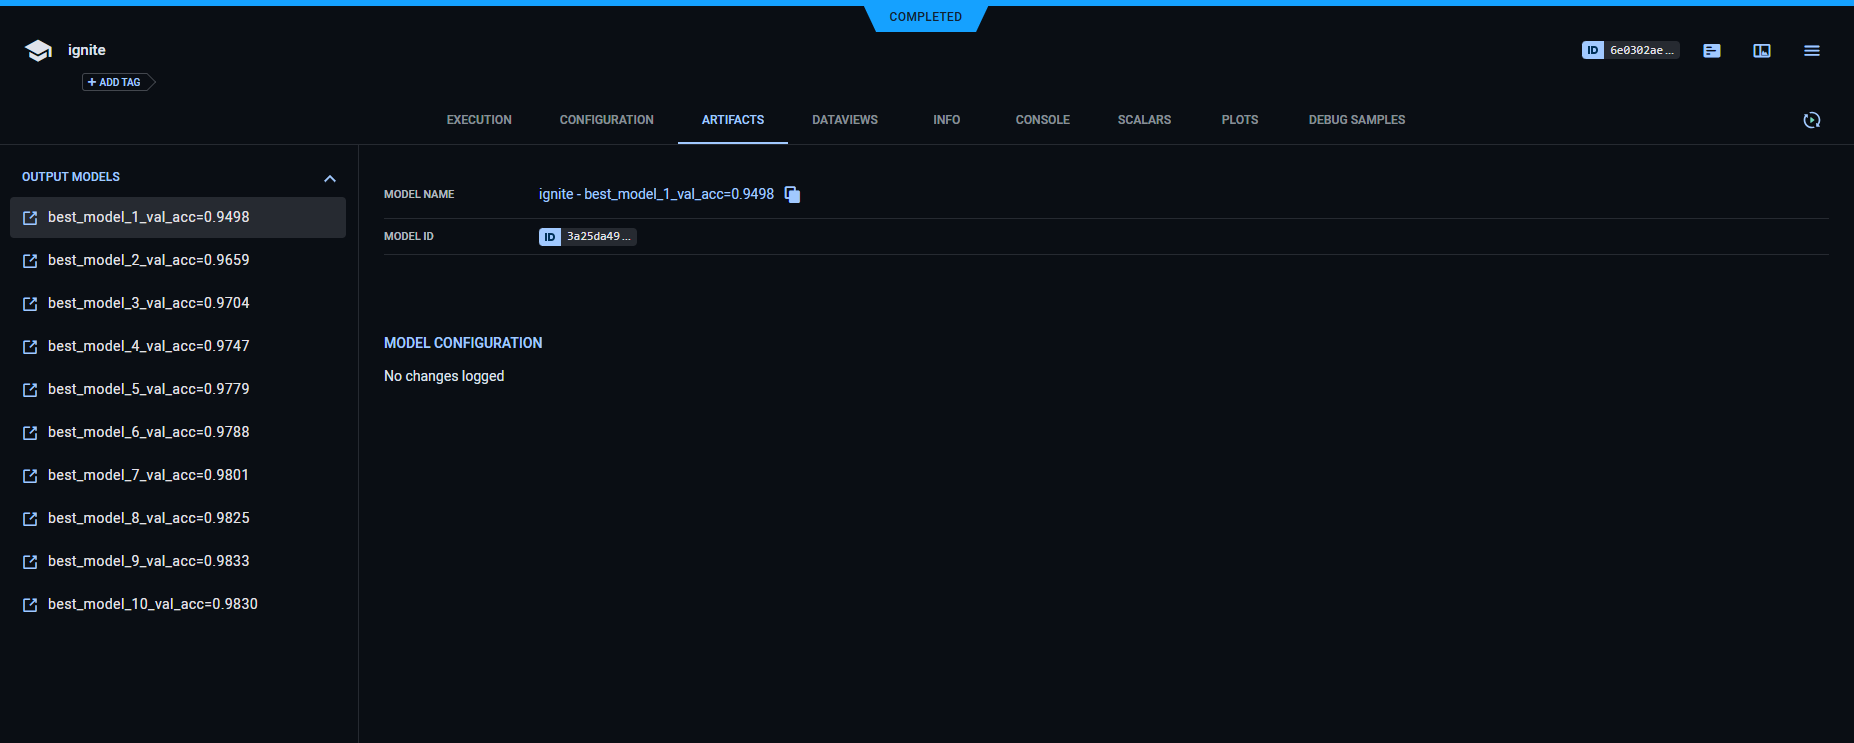 COMPLETED
ignite
ID 6e0302ae ...
+ ADD TAG
EXECUTION CONFIGURATION ARTIFACTS DATAVIEWS INFO CONSOLE SCALARS PLOTS DEBUG SAMPLES
OUTPUT MODELS
best_model_1_val_acc=0.9498
best_model_2_val_acc=0.9659
best_model_3_val_acc=0.9704
best_model_4_val_acc=0.9747
best_model_5_val_acc=0.9779
best_model_6_val_acc=0.9788
best_model_7_val_acc=0.9801
best_model_8_val_acc=0.9825
best_model_9_val_acc=0.9833
best_model_10_val_acc=0.9830
MODEL NAME ignite - best_model_1_val_acc=0.9498
MODEL ID ID 3a25da49 ...
MODEL CONFIGURATION
No changes logged